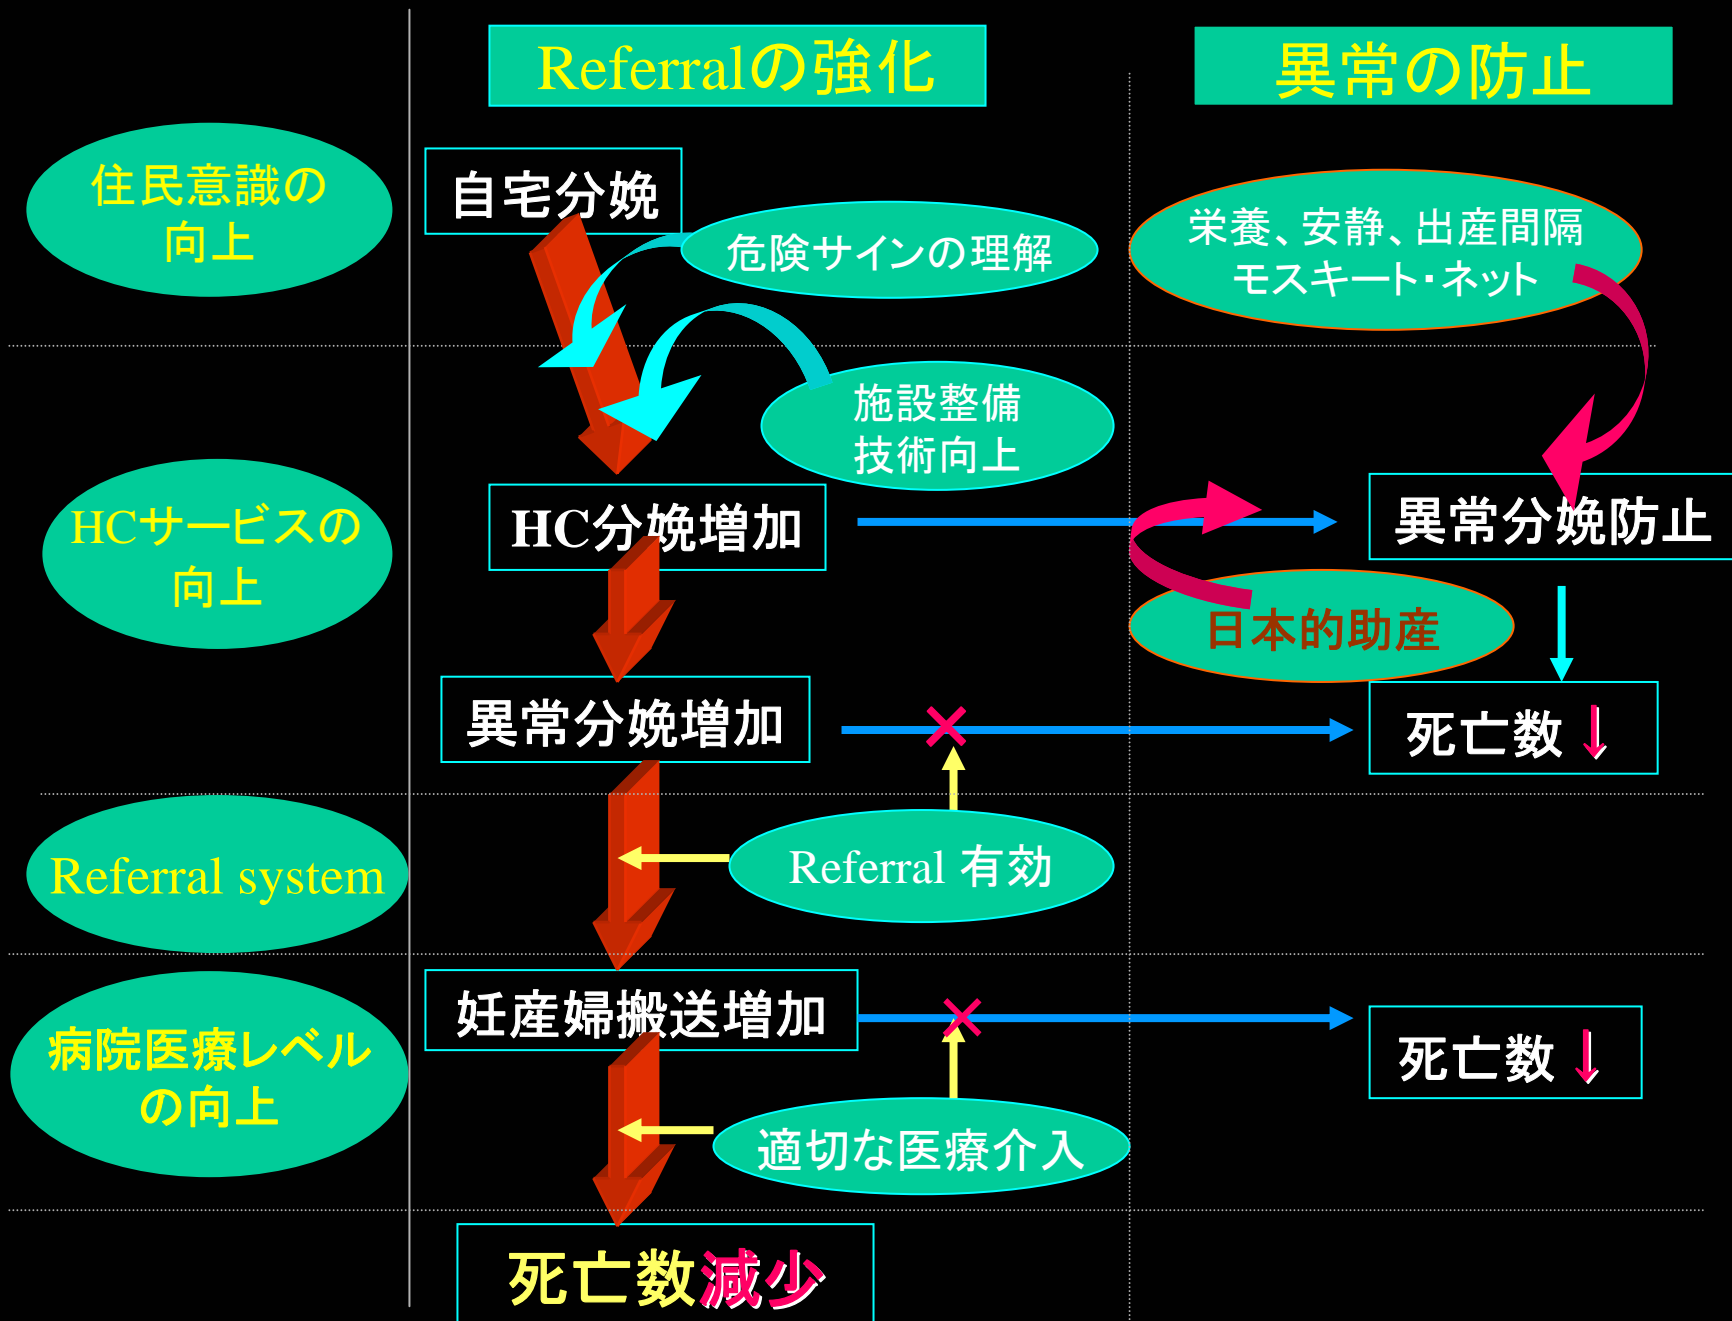 Referralの強化
異常の防止
住民意識の
向上
自宅分娩
危険サインの理解
栄養、安静、出産間隔
モスキート・ネット
施設整備
技術向上
HCサービスの
向上
HC分娩増加
異常分娩防止
日本的助産
異常分娩増加
死亡数↓
Referral system
Referral 有効
病院医療レベル
の向上
妊産婦搬送増加
死亡数↓
適切な医療介入
死亡数減少